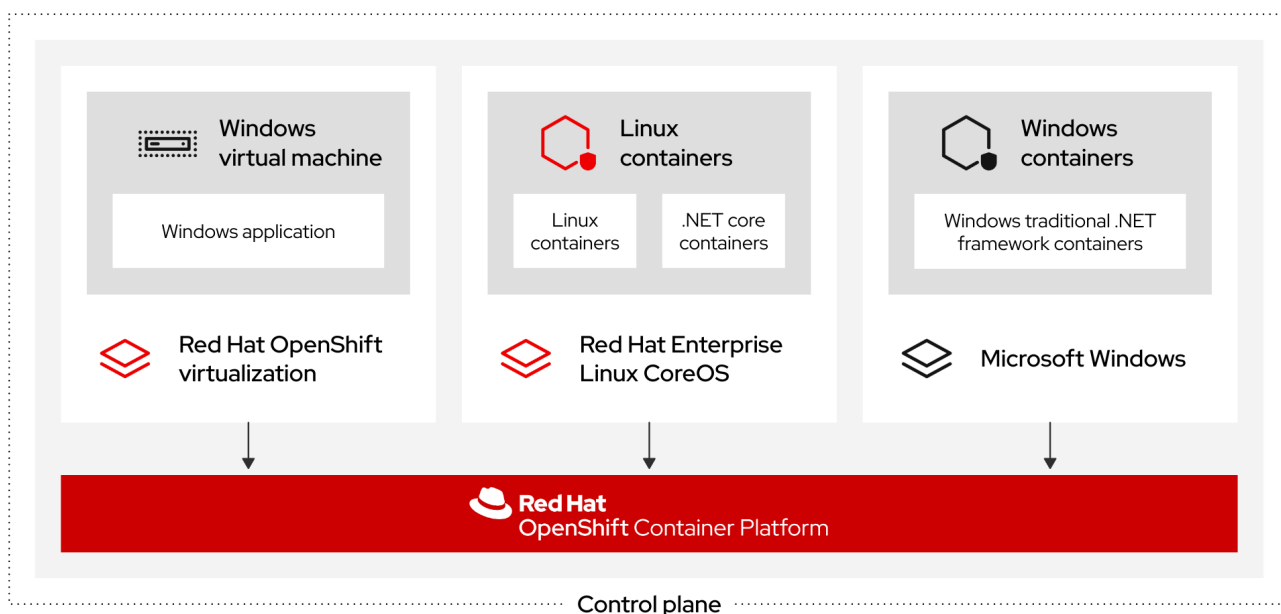 Windows
virtual machine
Windows application
Red Hat OpenShift
virtualization
Linux
containers
Linux
containers
.NET core
containers
Red Hat Enterprise
Linux CoreOS
Windows
containers
Windows traditional .NET
framework containers
Microsoft Windows
Red Hat
OpenShift Container Platform
Control plane